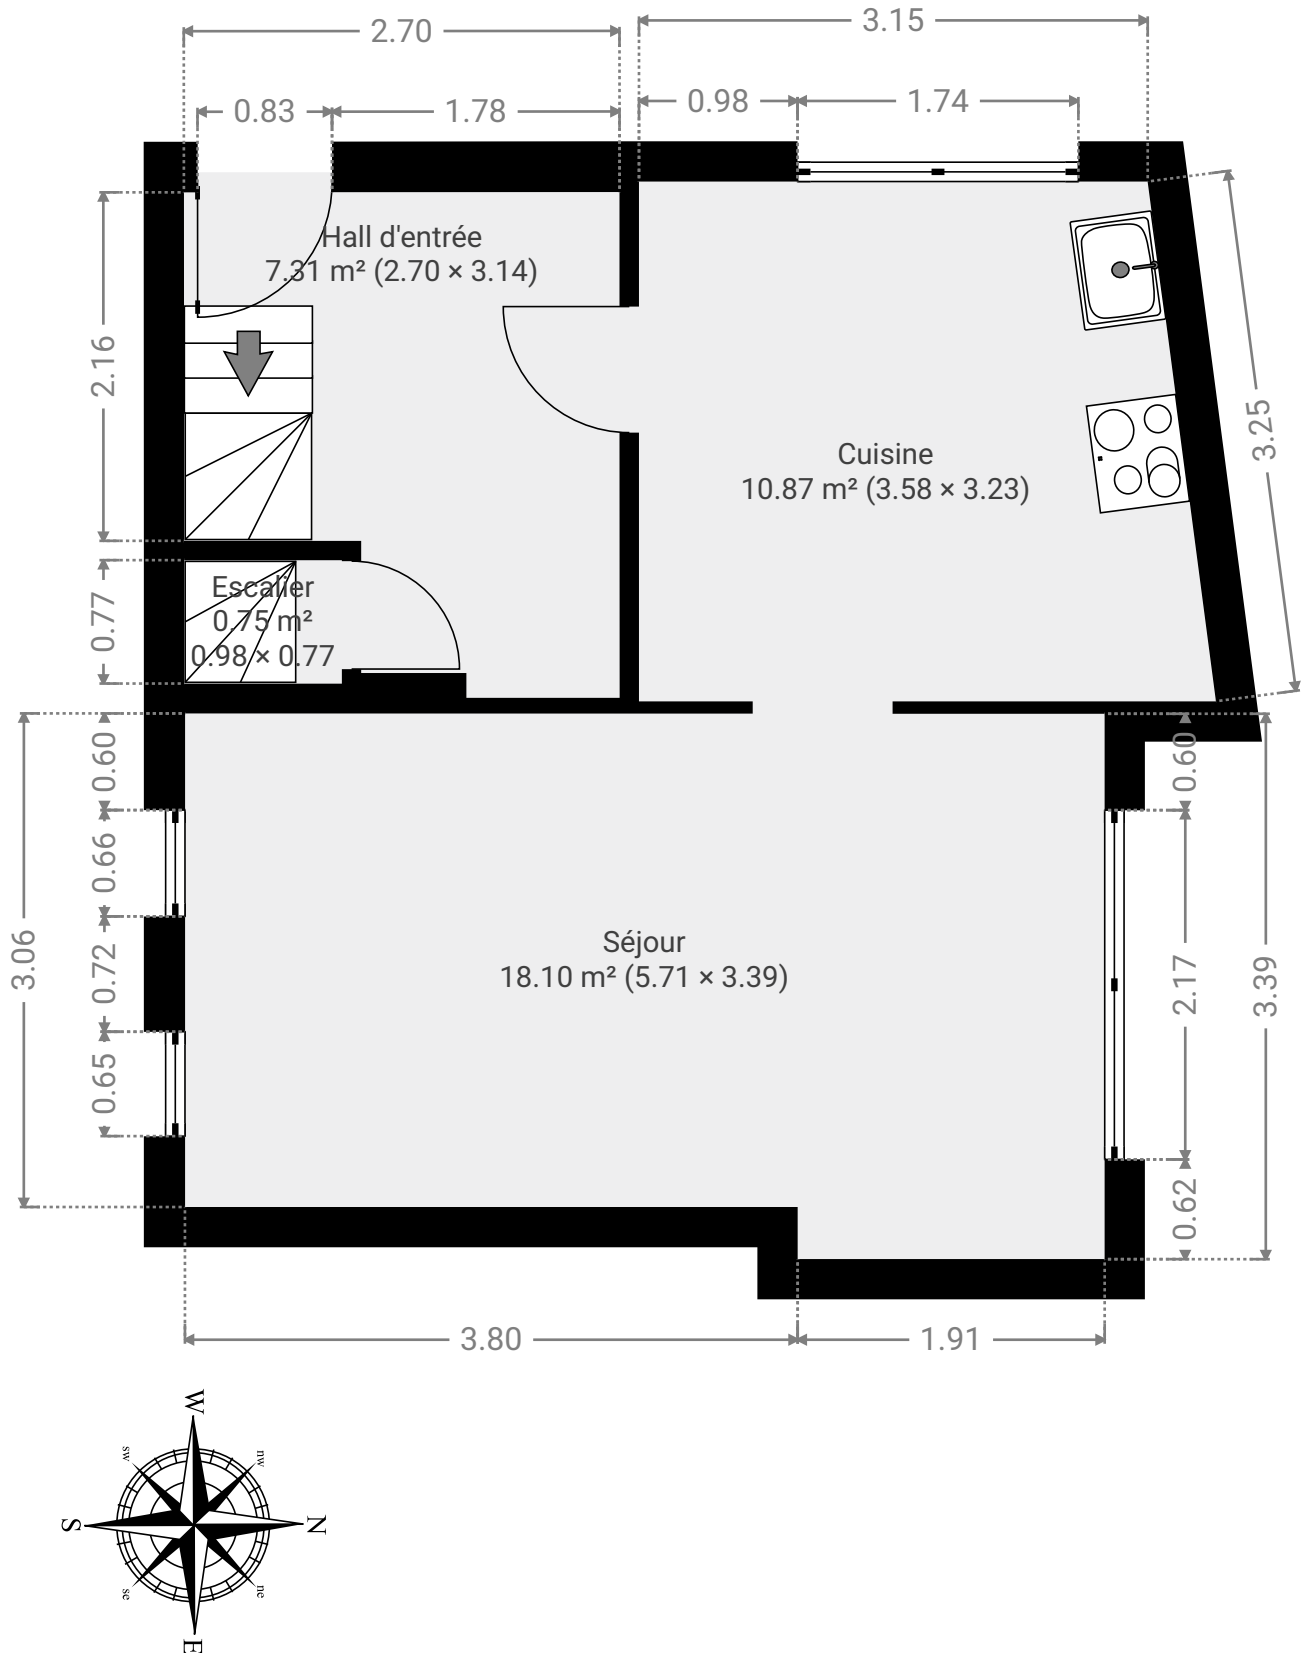 2.70
3.15
0.83
1.78
0.98
1.74
Hall d'entrée
7.31 m² (2.70 × 3.14)
2.16
3.25
Cuisine
10.87 m² (3.58 × 3.23)
Escalier
0.75 m²
0.98 × 0.77
0.77
0.60
0.60
0.66
3.06
0.72
Séjour
18.10 m² (5.71 × 3.39)
2.17
3.39
0.65
0.62
3.80
1.91
W
sw
nw
S
N
se
ne
E